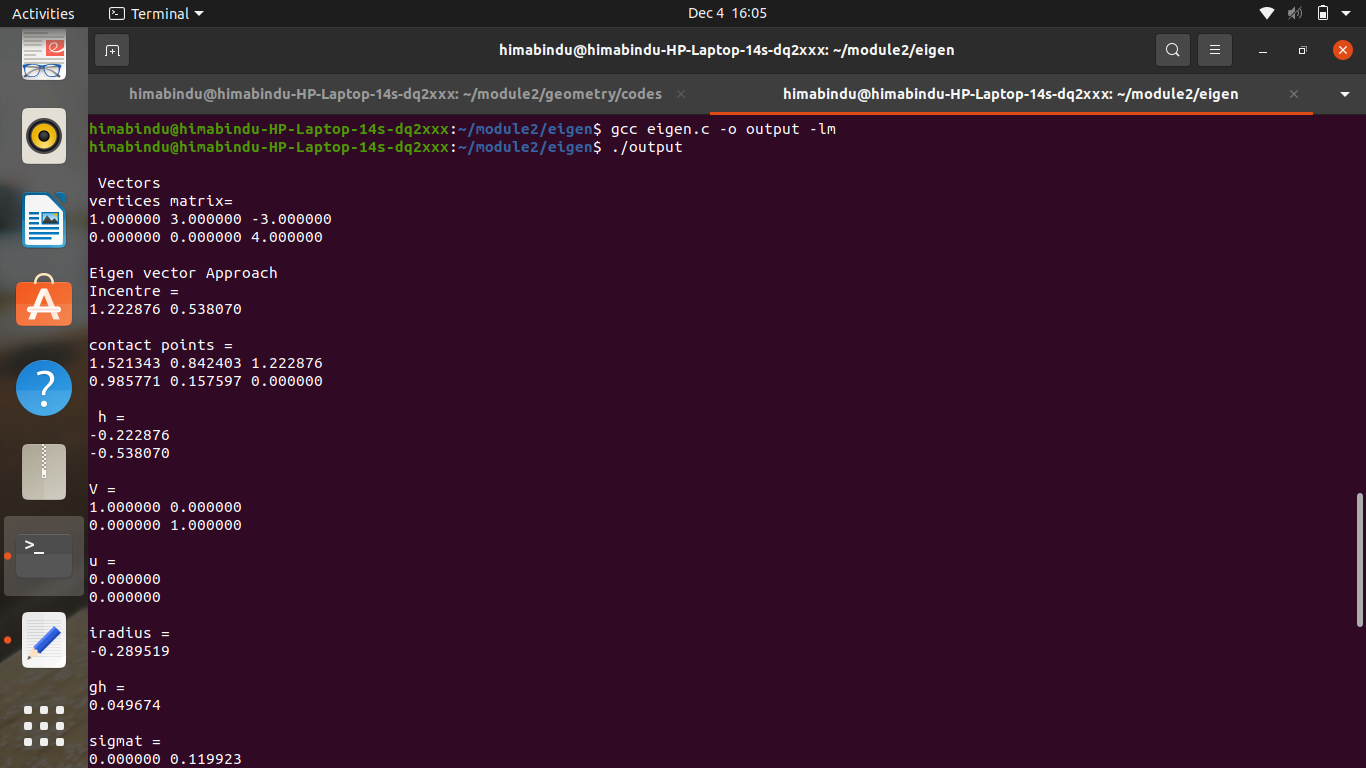 Activities Terminal Dec 4 16:05
himabindu@himabindu-HP-Laptop-14s-dq2xxx: ~/module2/eigen
himabindu@himabindu-HP-Laptop-14s-dq2xxx: ~/module2/geometry/codes himabindu@himabindu-HP-Laptop-14s-dq2xxx: ~/module2/eigen
himabindu@himabindu-HP-Laptop-14s-dq2xxx:~/module2/eigen$ gcc eigen.c -o output -lm
himabindu@himabindu-HP-Laptop-14s-dq2xxx:~/module2/eigen$ ./output
Vectors
vertices matrix=
1.000000 3.000000 -3.000000
0.000000 0.000000 4.000000
Eigen vector Approach
Incentre =
1.222876 0.538070
contact points =
1.521343 0.842403 1.222876
0.985771 0.157597 0.000000
h =
-0.222876
-0.538070
V =
1.000000 0.000000
0.000000 1.000000
u =
0.000000
0.000000
iradius =
-0.289519
gh =
0.049674
sigmat =
0.000000 0.119923